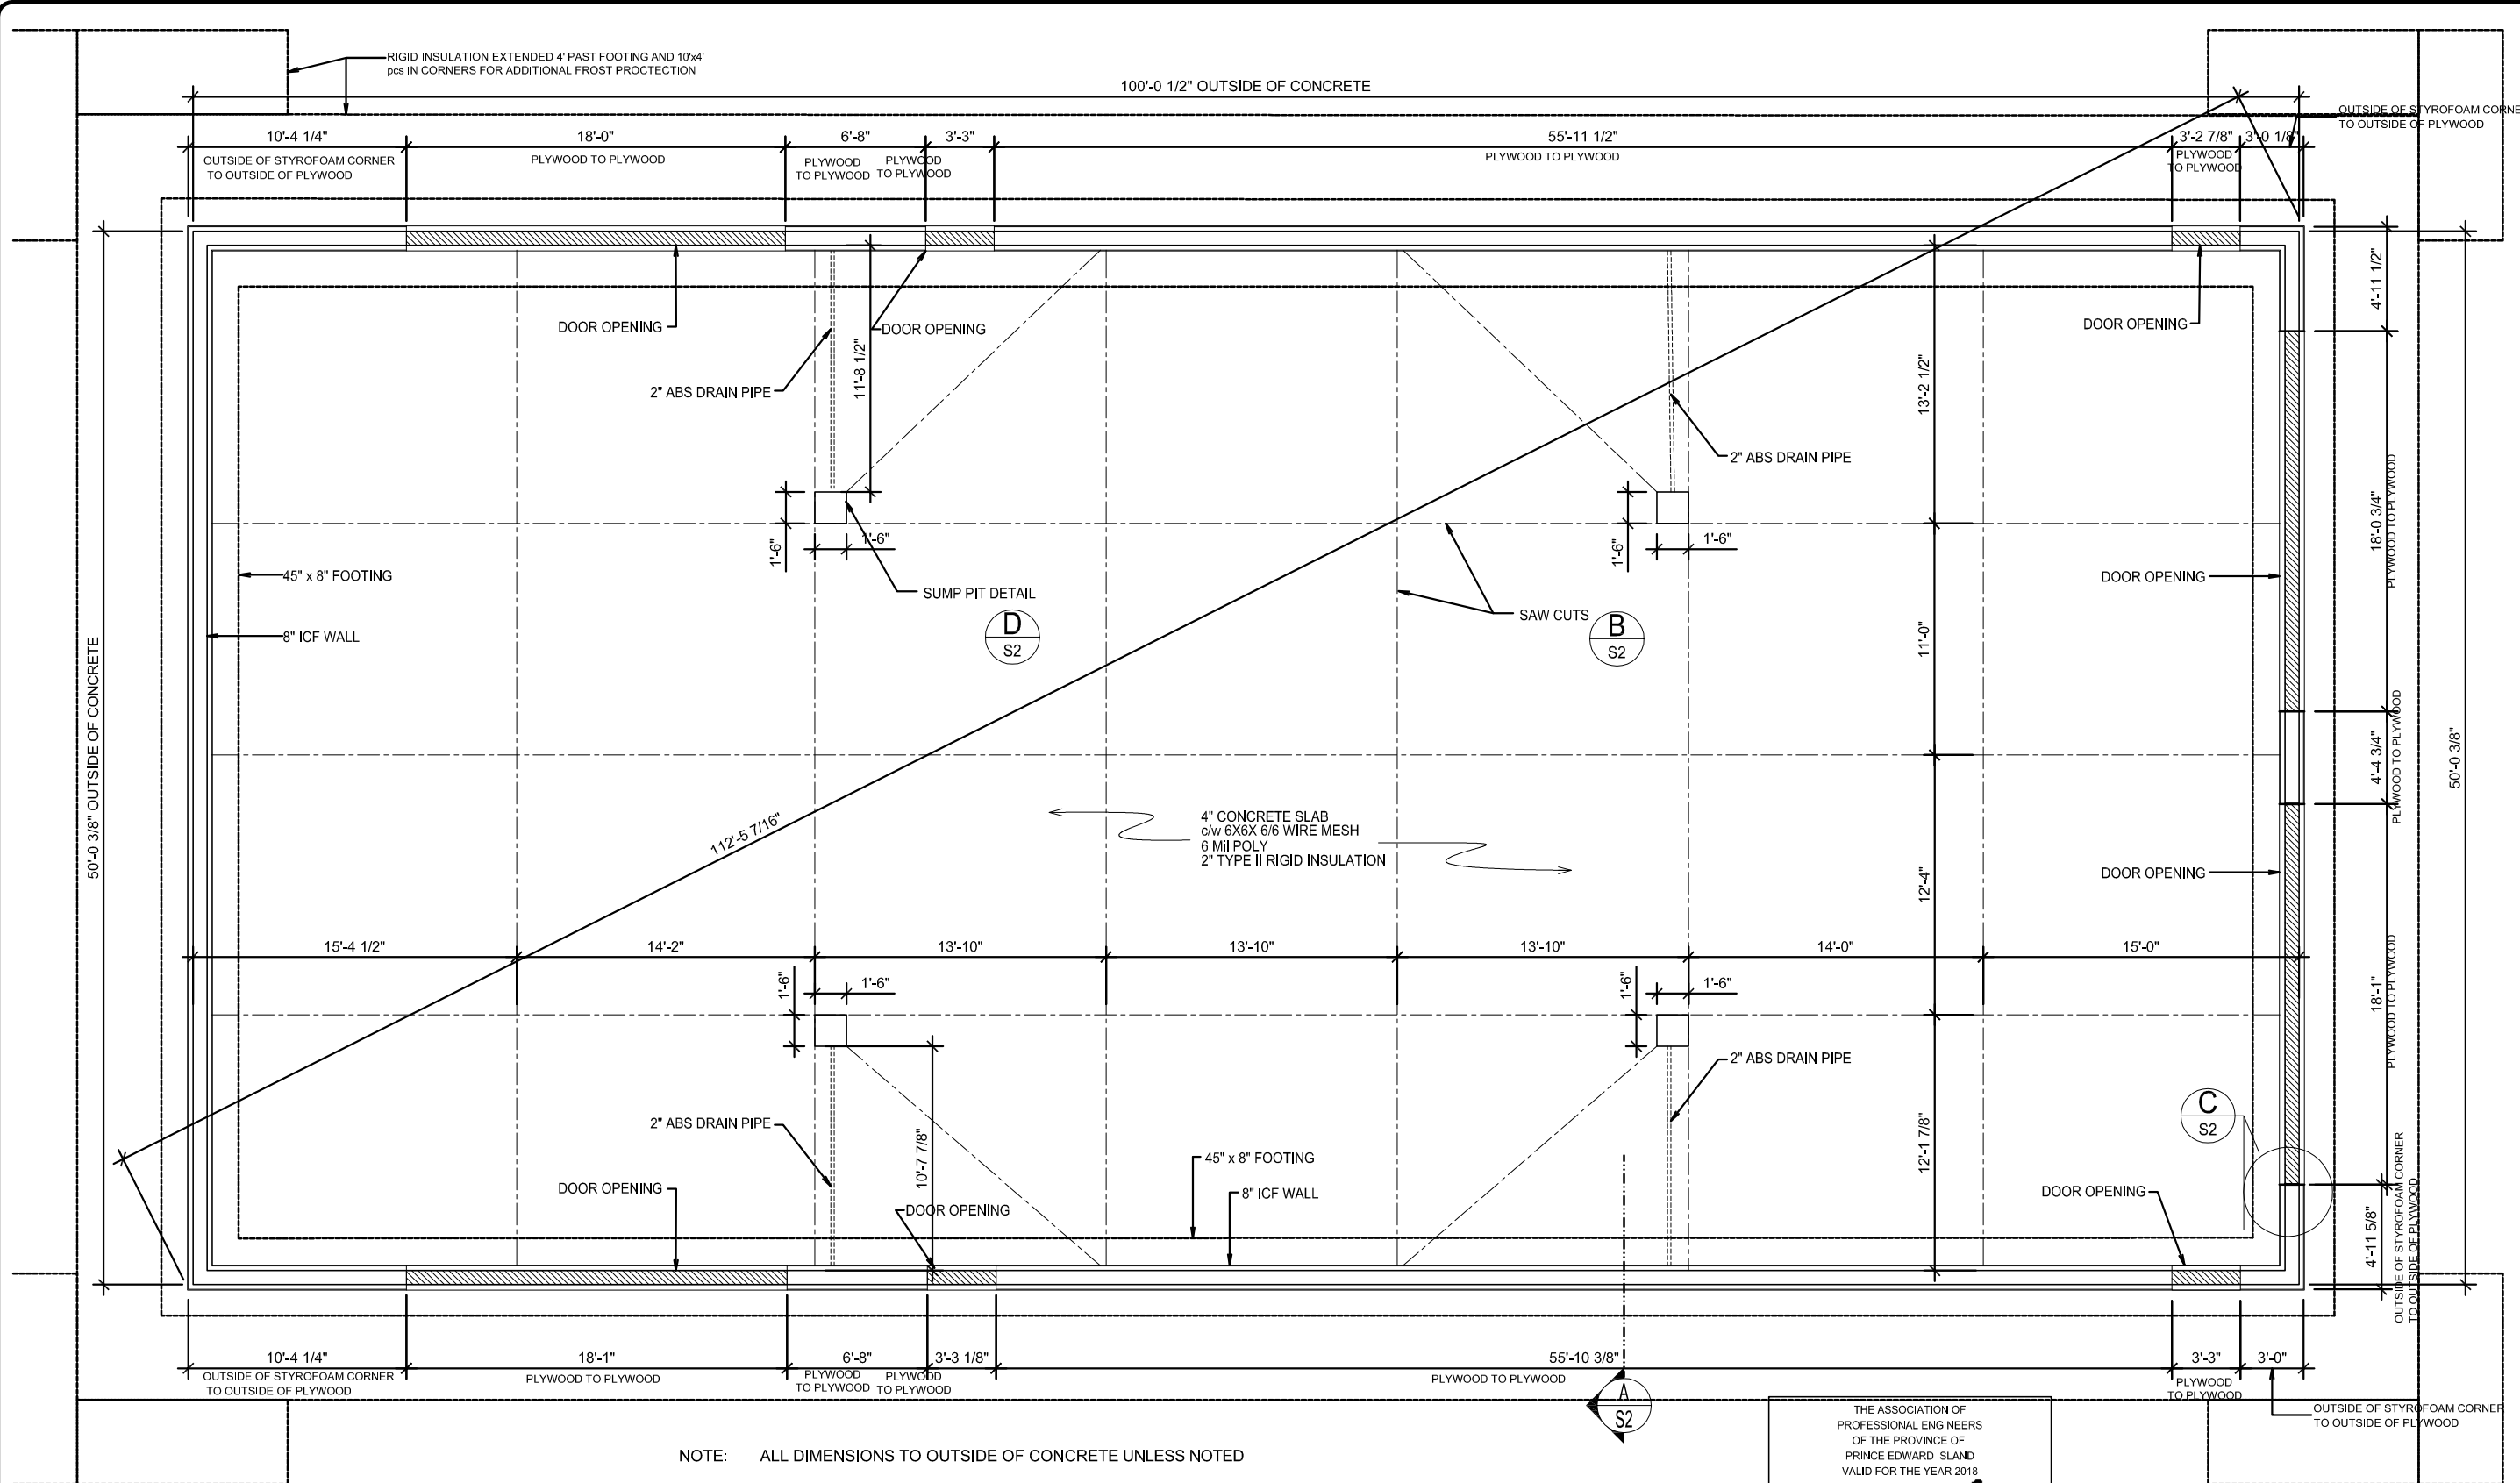 RIGID INSULATION EXTENDED 4' PAST FOOTING AND 10'x4'
pcs IN CORNERS FOR ADDITIONAL FROST PROCTECTION
100'-0 1/2" OUTSIDE OF CONCRETE
OUTSIDE OF STYROFOAM CORNE
TO OUTSIDE OF PLYWOOD
10'-4 1/4"
18'-0"
6'-8"
3'-3"
55'-11 1/2"
3'-2 7/8"
3'-0 1/8"
OUTSIDE OF STYROFOAM CORNER
TO OUTSIDE OF PLYWOOD
PLYWOOD TO PLYWOOD
PLYWOOD
TO PLYWOOD
PLYWOOD
TO PLYWOOD
PLYWOOD TO PLYWOOD
PLYWOOD
TO PLYWOOD
DOOR OPENING
DOOR OPENING
DOOR OPENING
4'-11 1/2"
2" ABS DRAIN PIPE
11'-8 1/2"
13'-2 1/2"
2" ABS DRAIN PIPE
18'-0 3/4"
PLYWOOD TO PLYWOOD
1'-6"
1'-6"
1'-6"
1'-6"
45" x 8" FOOTING
SUMP PIT DETAIL
DOOR OPENING
8" ICF WALL
D
S2
SAW CUTS
B
S2
11'-0"
50'-0 3/8" OUTSIDE OF CONCRETE
4'-4 3/4"
PLYWOOD TO PLYWOOD
50'-0 3/8"
112'-5 7/16"
4" CONCRETE SLAB
c/w 6X6X 6/6 WIRE MESH
6 Mil POLY
2" TYPE II RIGID INSULATION
12'-4"
DOOR OPENING
15'-4 1/2"
14'-2"
13'-10"
13'-10"
13'-10"
14'-0"
15'-0"
1'-6"
1'-6"
1'-6"
1'-6"
18'-1"
PLYWOOD TO PLYWOOD
2" ABS DRAIN PIPE
2" ABS DRAIN PIPE
10'-7 7/8"
12'-1 7/8"
C
S2
45" x 8" FOOTING
8" ICF WALL
DOOR OPENING
DOOR OPENING
DOOR OPENING
4'-11 5/8"
OUTSIDE OF STYROFOAM CORNER
TO OUTSIDE OF PLYWOOD
10'-4 1/4"
18'-1"
6'-8"
3'-3 1/8"
55'-10 3/8"
3'-3"
3'-0"
OUTSIDE OF STYROFOAM CORNER
TO OUTSIDE OF PLYWOOD
PLYWOOD TO PLYWOOD
PLYWOOD
TO PLYWOOD
PLYWOOD
TO PLYWOOD
PLYWOOD TO PLYWOOD
PLYWOOD
TO PLYWOOD
A
S2
OUTSIDE OF STYROFOAM CORNER
TO OUTSIDE OF PLYWOOD
THE ASSOCIATION OF
PROFESSIONAL ENGINEERS
OF THE PROVINCE OF
PRINCE EDWARD ISLAND
VALID FOR THE YEAR 2018
NOTE: ALL DIMENSIONS TO OUTSIDE OF CONCRETE UNLESS NOTED